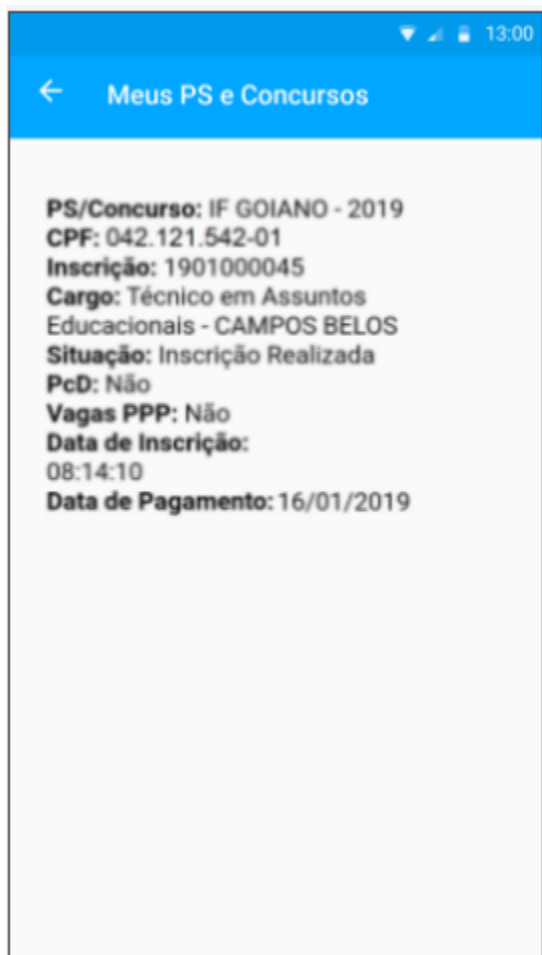 13:00
Meus PS e Concursos
PS/Concurso: IF GOIANO - 2019
CPF: 042.121.542-01
Inscrição: 1901000045
Cargo: Técnico em Assuntos
Educacionais - CAMPOS BELOS
Situação: Inscrição Realizada
PcD: Não
Vagas PPP: Não
Data de Inscrição:
08:14:10
Data de Pagamento: 16/01/2019